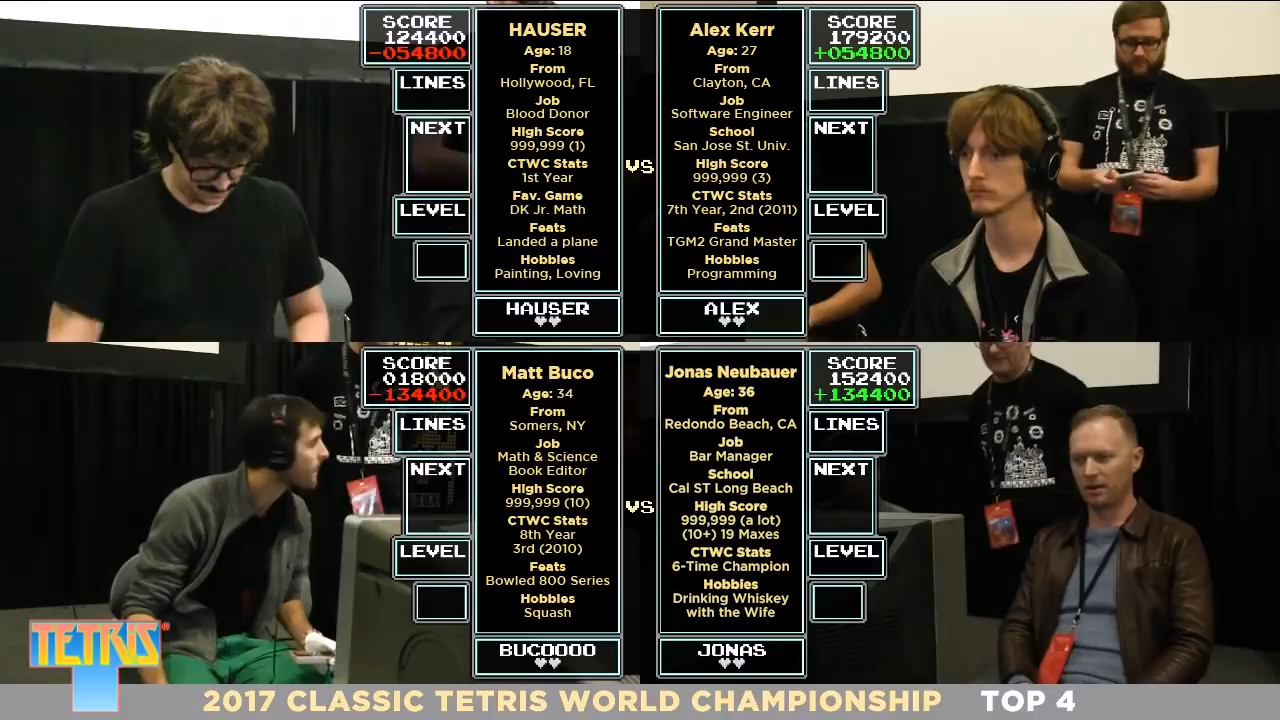 SCORE
124400
-054800
LINES
NEXT
LEVEL
HAUSER
Age: 18
From
Hollywood, FL
Job
Blood Donor
High Score
999,999 (1)
CTWC Stats
1st Year
Fav. Game
DK Jr. Math
Feats
Landed a plane
Hobbies
Painting, Loving
HAUSER
VS
Alex Kerr
Age: 27
From
Clayton, CA
Job
Software Engineer
School
San Jose St. Univ.
High Score
999,999 (3)
CTWC Stats
7th Year, 2nd (2011)
Feats
TGM2 Grand Master
Hobbies
Programming
ALEX
SCORE
179200
+054800
LINES
NEXT
LEVEL
SCORE
018000
-134400
LINES
NEXT
LEVEL
Matt Buco
Age: 34
From
Somers, NY
Job
Math & Science
Book Editor
High Score
999,999 (10)
CTWC Stats
8th Year
3rd (2010)
Feats
Bowled 800 Series
Hobbies
Squash
BUCOOOO
VS
Jonas Neubauer
Age: 36
From
Redondo Beach, CA
Job
Bar Manager
School
Cal ST Long Beach
High Score
999,999 (a lot)
(10+) 19 Maxes
CTWC Stats
6-Time Champion
Hobbies
Drinking Whiskey
with the Wife
JONAS
SCORE
152400
+134400
LINES
NEXT
LEVEL
TETRIS®
2017 CLASSIC TETRIS WORLD CHAMPIONSHIP TOP 4